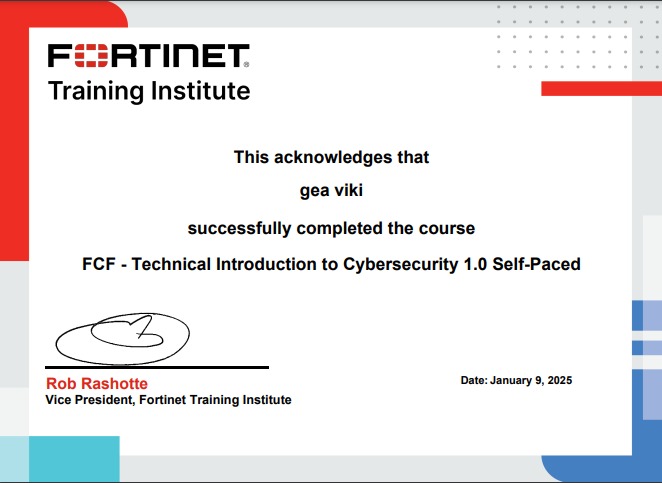 FORTINET®
Training Institute
This acknowledges that
gea viki
successfully completed the course
FCF - Technical Introduction to Cybersecurity 1.0 Self-Paced
Rob Rashotte
Vice President, Fortinet Training Institute
Date: January 9, 2025